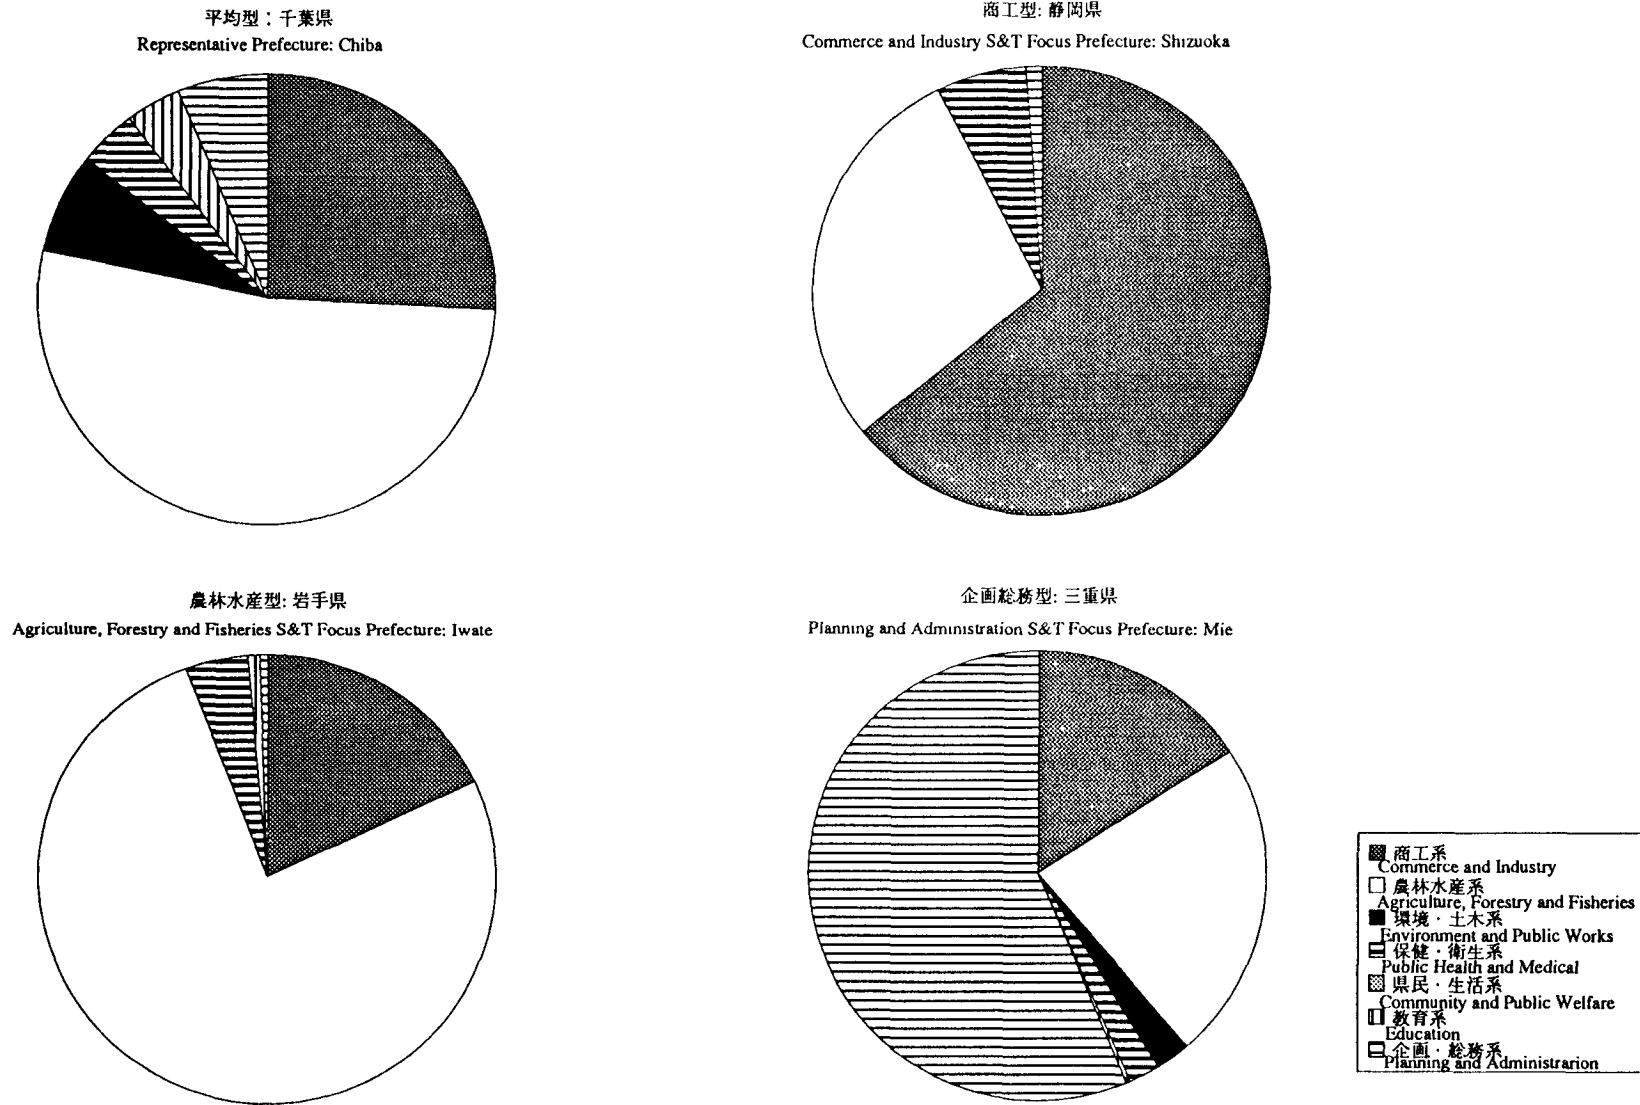 平均型：千葉県
Representative Prefecture: Chiba
商工型: 静岡県
Commerce and Industry S&T Focus Prefecture: Shizuoka
農林水産型: 岩手県
Agriculture, Forestry and Fisheries S&T Focus Prefecture: Iwate
企画総務型: 三重県
Planning and Administration S&T Focus Prefecture: Mie
商工系
Commerce and Industry
農林水産系
Agriculture, Forestry and Fisheries
環境・土木系
Environment and Public Works
保健・衛生系
Public Health and Medical
県民・生活系
Community and Public Welfare
教育系
Education
企画・総務系
Planning and Administrarion